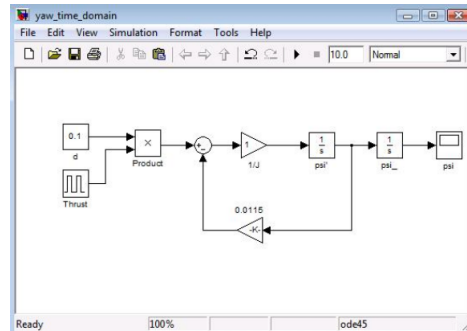 yaw_time_domain
File Edit View Simulation Format Tools Help
10.0 Normal
0.1
d
×
Product
Thrust
+-
1
1/J
1
s
psi'
1
s
psi_
psi
0.0115
-K-
Ready 100% ode45